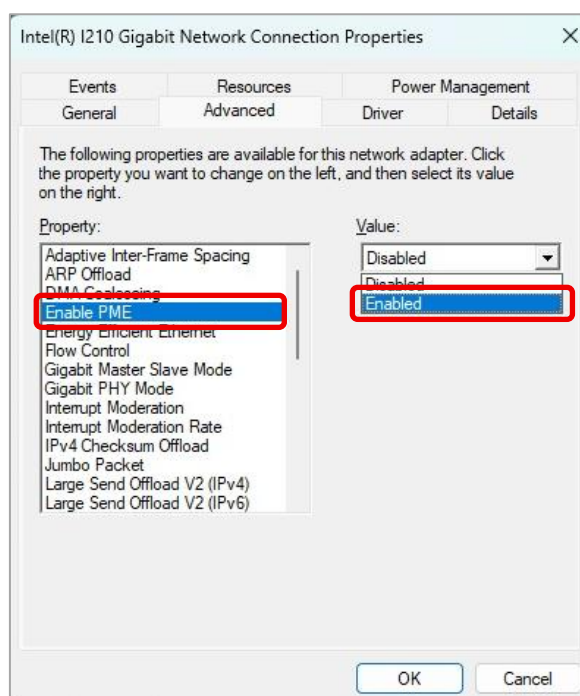 Intel(R) I210 Gigabit Network Connection Properties
Events Resources Power Management
General Advanced Driver Details
The following properties are available for this network adapter. Click
the property you want to change on the left, and then select its value
on the right.
Property: Value:
Adaptive Inter-Frame Spacing Disabled
ARP Offload
DMA Coalescing Disabled
Enable PME Enabled
Energy Efficient Ethernet
Flow Control
Gigabit Master Slave Mode
Gigabit PHY Mode
Interrupt Moderation
Interrupt Moderation Rate
IPv4 Checksum Offload
Jumbo Packet
Large Send Offload V2 (IPv4)
Large Send Offload V2 (IPv6)
OK Cancel